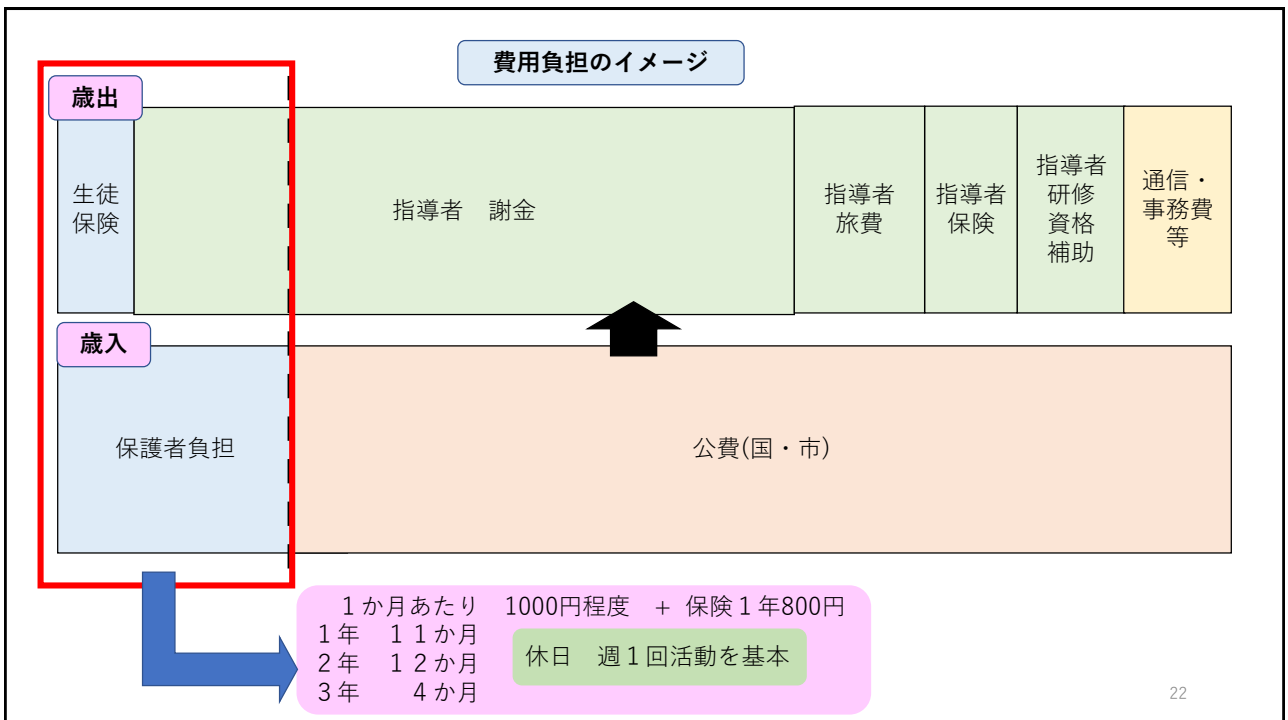 費用負担のイメージ
歳出
生徒
保険
指導者　謝金
指導者
旅費
指導者
保険
指導者
研修
資格
補助
通信・
事務費
等
歳入
保護者負担
公費(国・市)
１か月あたり　1000円程度　+ 保険１年800円
１年　１１か月
２年　１２か月
３年　　４か月
休日　週１回活動を基本
22